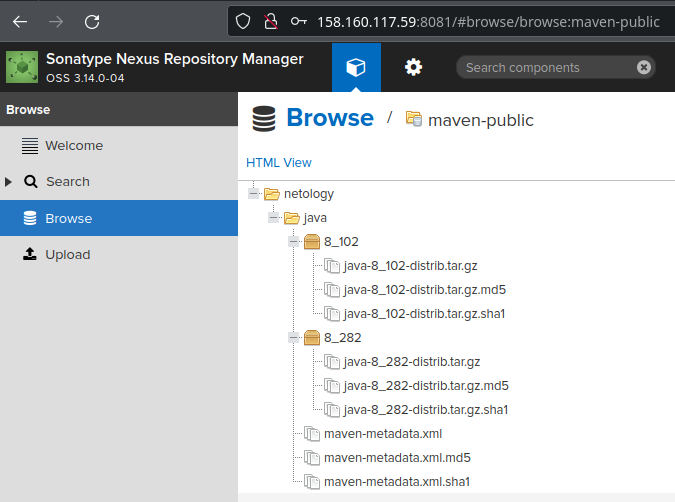 158.160.117.59:8081/#browse/browse:maven-public
Sonatype Nexus Repository Manager
OSS 3.14.0-04
Search components
Browse
Browse / maven-public
Welcome
HTML View
Search
netology
java
Browse
8_102
Upload
java-8_102-distrib.tar.gz
java-8_102-distrib.tar.gz.md5
java-8_102-distrib.tar.gz.sha1
8_282
java-8_282-distrib.tar.gz
java-8_282-distrib.tar.gz.md5
java-8_282-distrib.tar.gz.sha1
maven-metadata.xml
maven-metadata.xml.md5
maven-metadata.xml.sha1